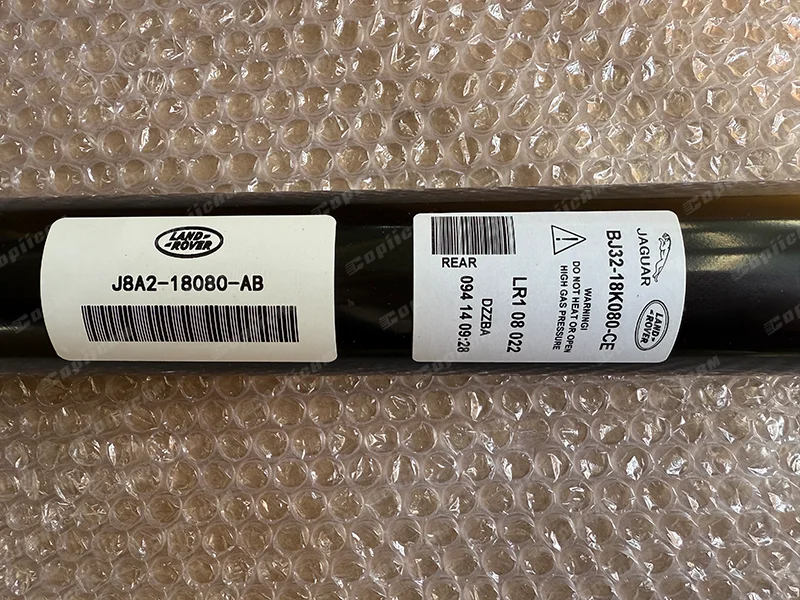 LAND-
-ROVER
J8A2-18080-AB
JAGUAR
LAND-
-ROVER
BJ32-18K080-CE
WARNING!
DO NOT HEAT OR OPEN
HIGH GAS PRESSURE
LR1 08 022
DZZBA
094 14 09:28
REAR